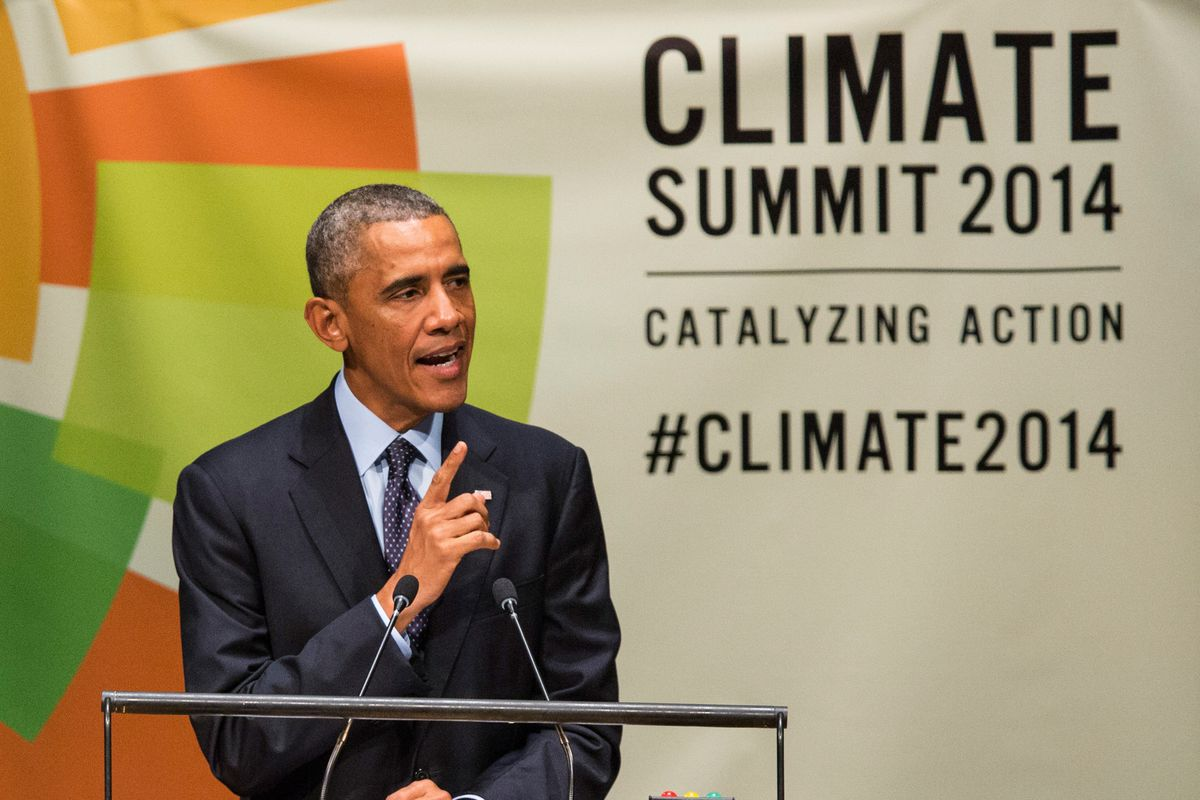 CLIMATE
SUMMIT 2014
CATALYZING ACTION
#CLIMATE2014